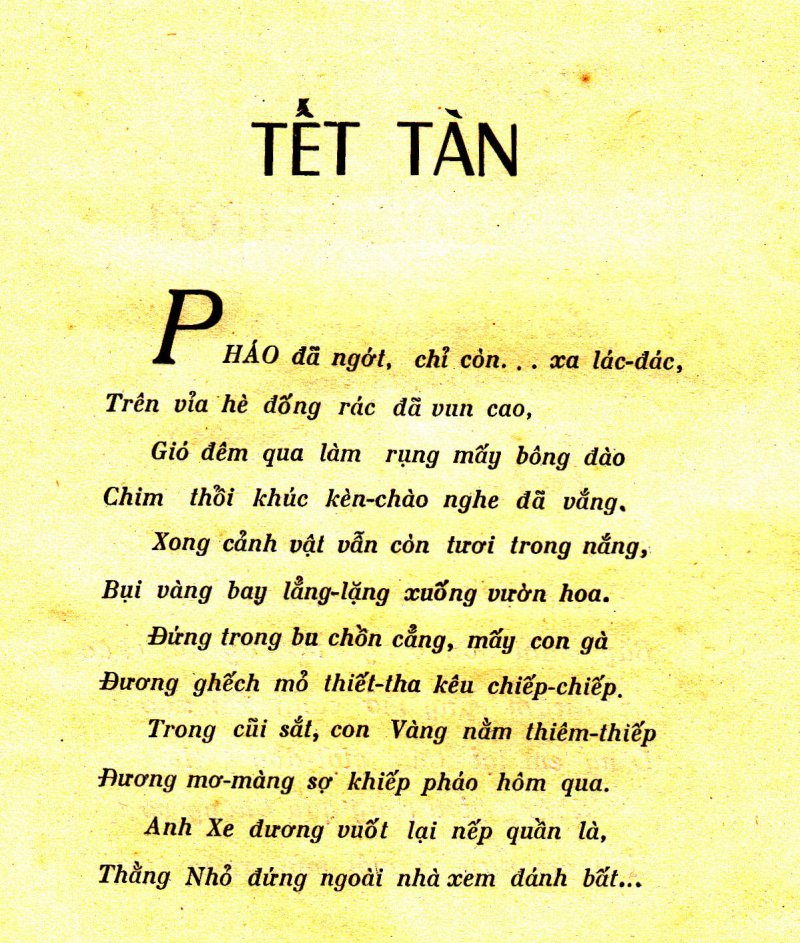 TẾT TÀN
PHÁO đã ngớt, chỉ còn... xa lác-đác,
Trên vỉa hè đống rác đã vun cao,
Gió đêm qua làm rụng mấy bông đào
Chim thổi khúc kèn-chào nghe đã vắng.
Xong cảnh vật vẫn còn tươi trong nắng,
Bụi vàng bay lẳng-lặng xuống vườn hoa.
Đứng trong bu chồn cẳng, mấy con gà
Đương ghếch mỏ thiết-tha kêu chiếp-chiếp.
Trong cũi sắt, con Vàng nằm thiêm-thiếp
Đương mơ-màng sợ khiếp pháo hôm qua.
Anh Xe đương vuốt lại nếp quần là,
Thằng Nhỏ đứng ngoài nhà xem đánh bất...